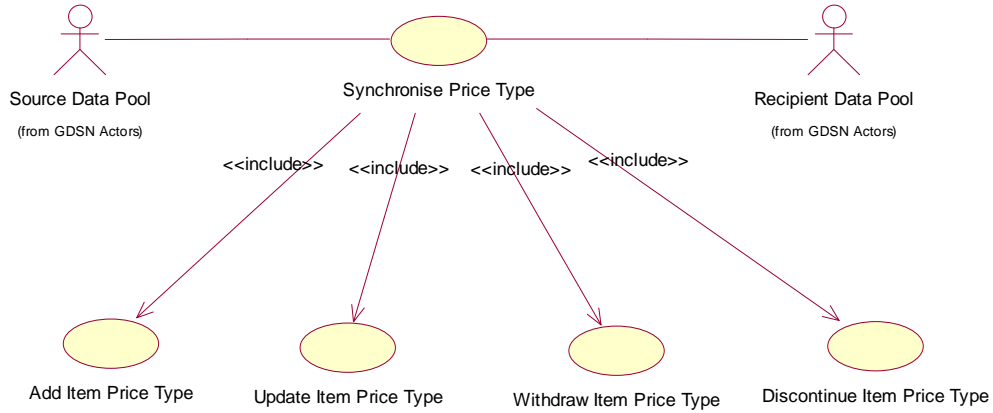 Synchronise Price Type
Source Data Pool
(from GDSN Actors)
Recipient Data Pool
(from GDSN Actors)
<<include>>
<<include>>
<<include>>
<<include>>
Add Item Price Type
Update Item Price Type
Withdraw Item Price Type
Discontinue Item Price Type